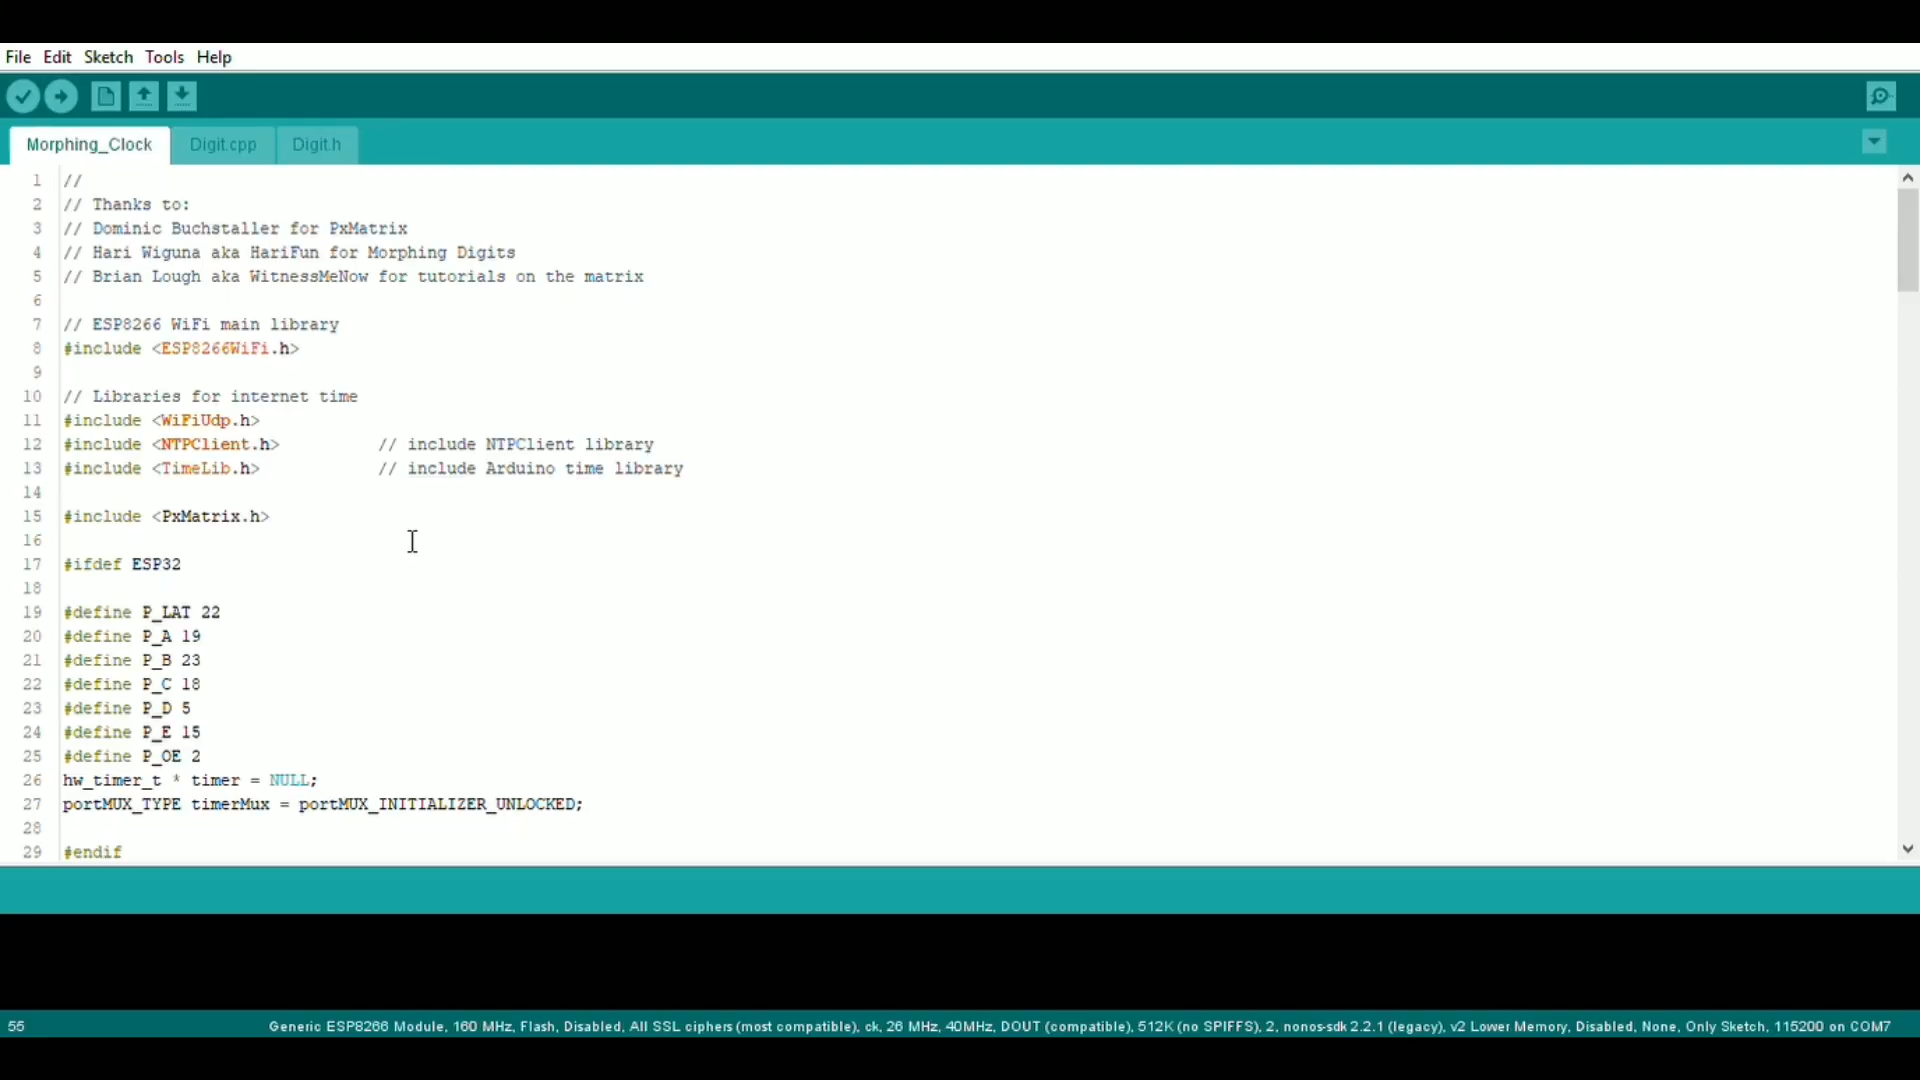 File Edit Sketch Tools Help
Morphing_Clock Digit.cpp Digit.h
1 //
2 // Thanks to:
3 // Dominic Buchstaller for PxMatrix
4 // Hari Wiguna aka HariFun for Morphing Digits
5 // Brian Lough aka WitnessMeNow for tutorials on the matrix
6
7 // ESP8266 WiFi main library
8 #include <ESP8266WiFi.h>
9
10 // Libraries for internet time
11 #include <WiFiUdp.h>
12 #include <NTPClient.h> // include NTPClient library
13 #include <TimeLib.h> // include Arduino time library
14
15 #include <PxMatrix.h>
16
17 #ifdef ESP32
18
19 #define P_LAT 22
20 #define P_A 19
21 #define P_B 23
22 #define P_C 18
23 #define P_D 5
24 #define P_E 15
25 #define P_OE 2
26 hw_timer_t * timer = NULL;
27 portMUX_TYPE timerMux = portMUX_INITIALIZER_UNLOCKED;
28
29 #endif
55 Generic ESP8266 Module, 160 MHz, Flash, Disabled, All SSL ciphers (most compatible), ck, 26 MHz, 40MHz, DOUT (compatible), 512K (no SPIFFS), 2, nonos-sdk 2.2.1 (legacy), v2 Lower Memory, Disabled, None, Only Sketch, 115200 on COM7